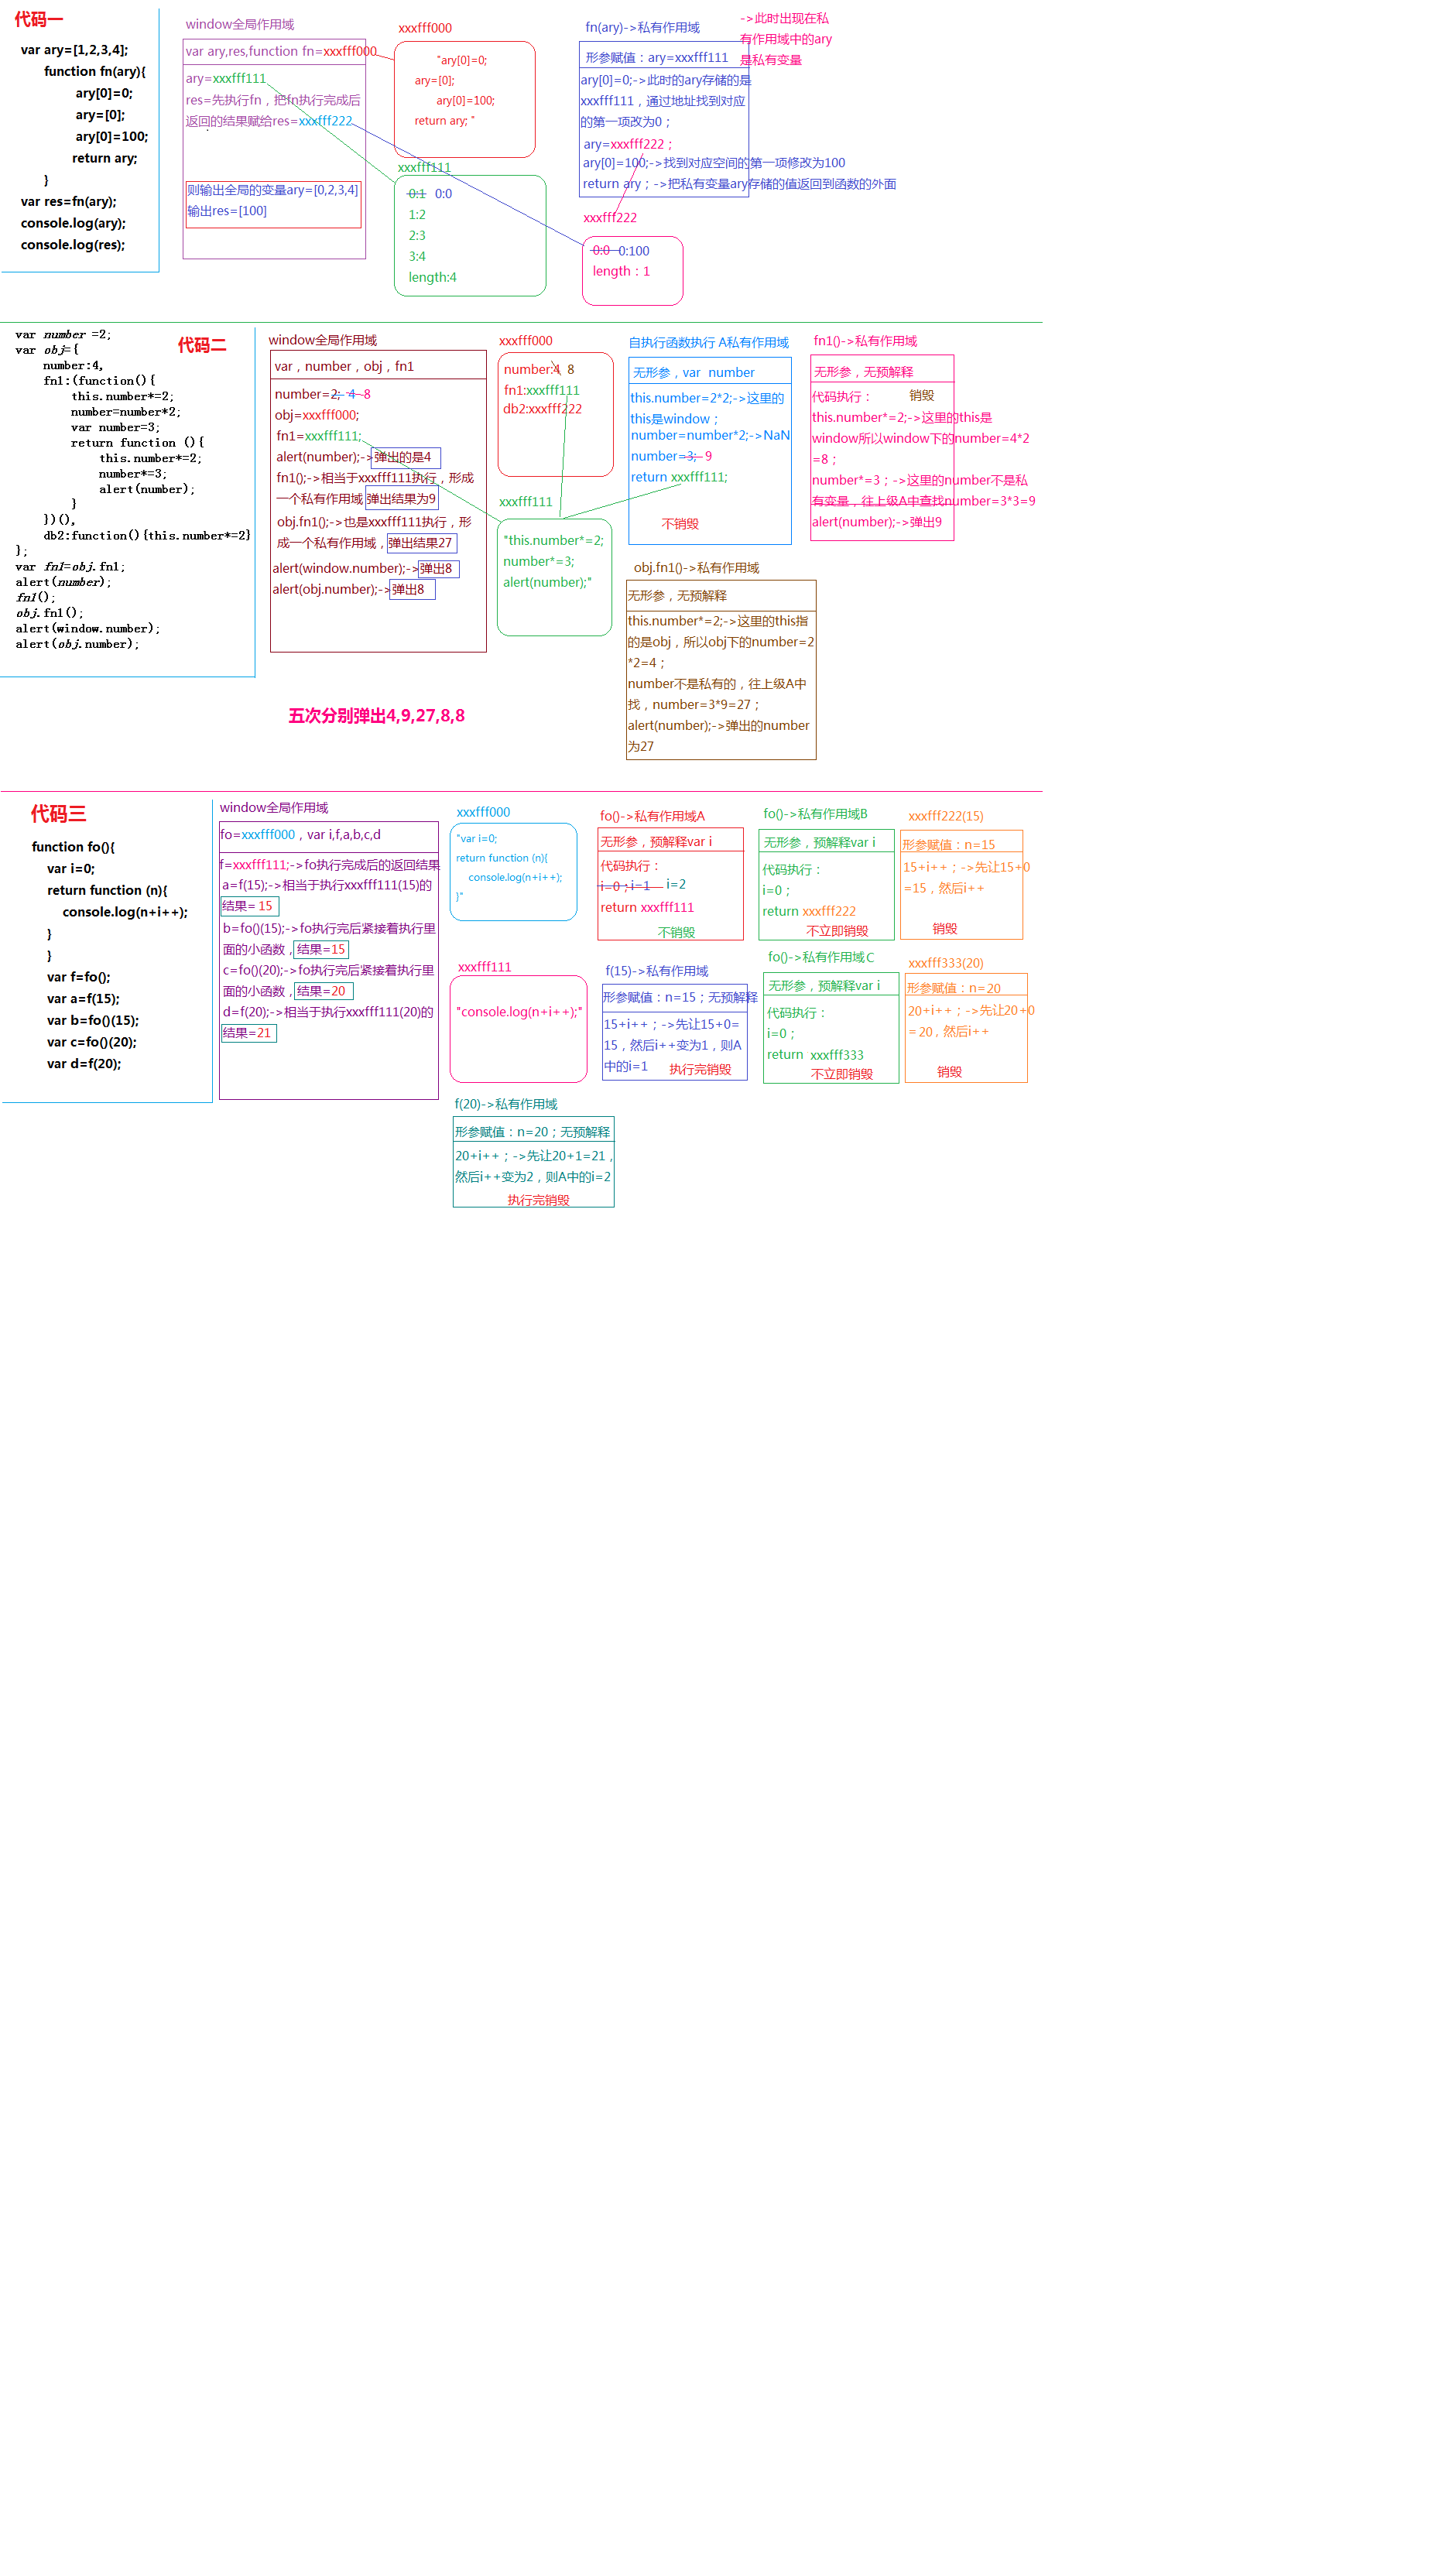 代码一
var ary=[1,2,3,4];
function fn(ary){
ary[0]=0;
ary=[0];
ary[0]=100;
return ary;
}
var res=fn(ary);
console.log(ary);
console.log(res);
window全局作用域
var ary,res,function fn=xxxfff000
ary=xxxfff111
res=先执行fn，把fn执行完成后
返回的结果赋给res=xxxfff222
则输出全局的变量ary=[0,2,3,4]
输出res=[100]
xxxfff000
"ary[0]=0;
ary=[0];
ary[0]=100;
return ary; "
xxxfff111
0:1 0:0
1:2
2:3
3:4
length:4
fn(ary)->私有作用域
形参赋值：ary=xxxfff111
->此时出现在私
有作用域中的ary
是私有变量
ary[0]=0;->此时的ary存储的是
xxxfff111，通过地址找到对应
的第一项改为0；
ary=xxxfff222；
ary[0]=100;->找到对应空间的第一项修改为100
return ary；->把私有变量ary存储的值返回到函数的外面
xxxfff222
0:0 0:100
length：1
代码二
var number =2;
var obj={
number:4,
fn1:(function(){
this.number*=2;
number=number*2;
var number=3;
return function (){
this.number*=2;
number*=3;
alert(number);
}
})(),
db2:function(){this.number*=2}
};
var fn1=obj.fn1;
alert(number);
fn1();
obj.fn1();
alert(window.number);
alert(obj.number);
window全局作用域
var，number，obj，fn1
number=2; 4 8
obj=xxxfff000;
fn1=xxxfff111;
alert(number);->弹出的是4
fn1();->相当于xxxfff111执行，形成
一个私有作用域 弹出结果为9
obj.fn1();->也是xxxfff111执行，形
成一个私有作用域，弹出结果27
alert(window.number);->弹出8
alert(obj.number);->弹出8
五次分别弹出4,9,27,8,8
xxxfff000
number:4 8
fn1:xxxfff111
db2:xxxfff222
xxxfff111
"this.number*=2;
number*=3;
alert(number);"
自执行函数执行 A私有作用域
无形参，var number
this.number=2*2;->这里的
this是window；
number=number*2;->NaN
number=3; 9
return xxxfff111;
不销毁
fn1()->私有作用域
无形参，无预解释
代码执行： 销毁
this.number*=2;->这里的this是
window所以window下的number=4*2
=8；
number*=3；->这里的number不是私
有变量，往上级A中查找number=3*3=9
alert(number);->弹出9
obj.fn1()->私有作用域
无形参，无预解释
this.number*=2;->这里的this指
的是obj，所以obj下的number=2
*2=4；
number不是私有的，往上级A中
找，number=3*9=27；
alert(number);->弹出的number
为27
代码三
function fo(){
var i=0;
return function (n){
console.log(n+i++);
}
}
var f=fo();
var a=f(15);
var b=fo()(15);
var c=fo()(20);
var d=f(20);
window全局作用域
fo=xxxfff000，var i,f,a,b,c,d
f=xxxfff111;->fo执行完成后的返回结果
a=f(15);->相当于执行xxxfff111(15)的
结果= 15
b=fo()(15);->fo执行完后紧接着执行里
面的小函数，结果=15
c=fo()(20);->fo执行完后紧接着执行里
面的小函数，结果=20
d=f(20);->相当于执行xxxfff111(20)的
结果=21
xxxfff000
"var i=0;
return function (n){
console.log(n+i++);
}"
xxxfff111
"console.log(n+i++);"
fo()->私有作用域A
无形参，预解释var i
代码执行：
i=0；i=1 i=2
return xxxfff111
不销毁
fo()->私有作用域B
无形参，预解释var i
代码执行：
i=0；
return xxxfff222
不立即销毁
xxxfff222(15)
形参赋值：n=15
15+i++；->先让15+0
=15，然后i++
销毁
f(15)->私有作用域
形参赋值：n=15；无预解释
15+i++；->先让15+0=
15，然后i++变为1，则A
中的i=1 执行完销毁
fo()->私有作用域C
无形参，预解释var i
代码执行：
i=0；
return xxxfff333
不立即销毁
xxxfff333(20)
形参赋值：n=20
20+i++；->先让20+0
=20，然后i++
销毁
f(20)->私有作用域
形参赋值：n=20；无预解释
20+i++；->先让20+1=21，
然后i++变为2，则A中的i=2
执行完销毁